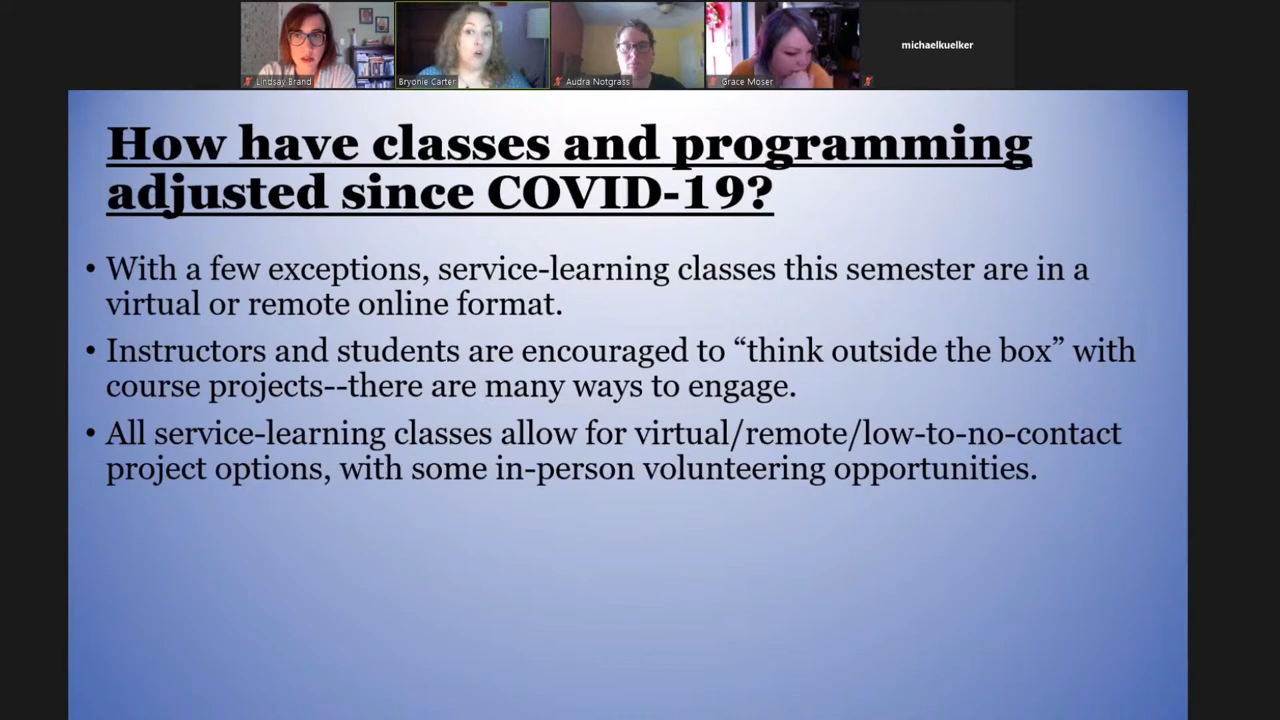 Lindsay Brand
Bryonie Carter
Audra Notgrass
Grace Moser
michaelkuelker
How have classes and programming
adjusted since COVID-19?
• With a few exceptions, service-learning classes this semester are in a
virtual or remote online format.
• Instructors and students are encouraged to “think outside the box” with
course projects--there are many ways to engage.
• All service-learning classes allow for virtual/remote/low-to-no-contact
project options, with some in-person volunteering opportunities.